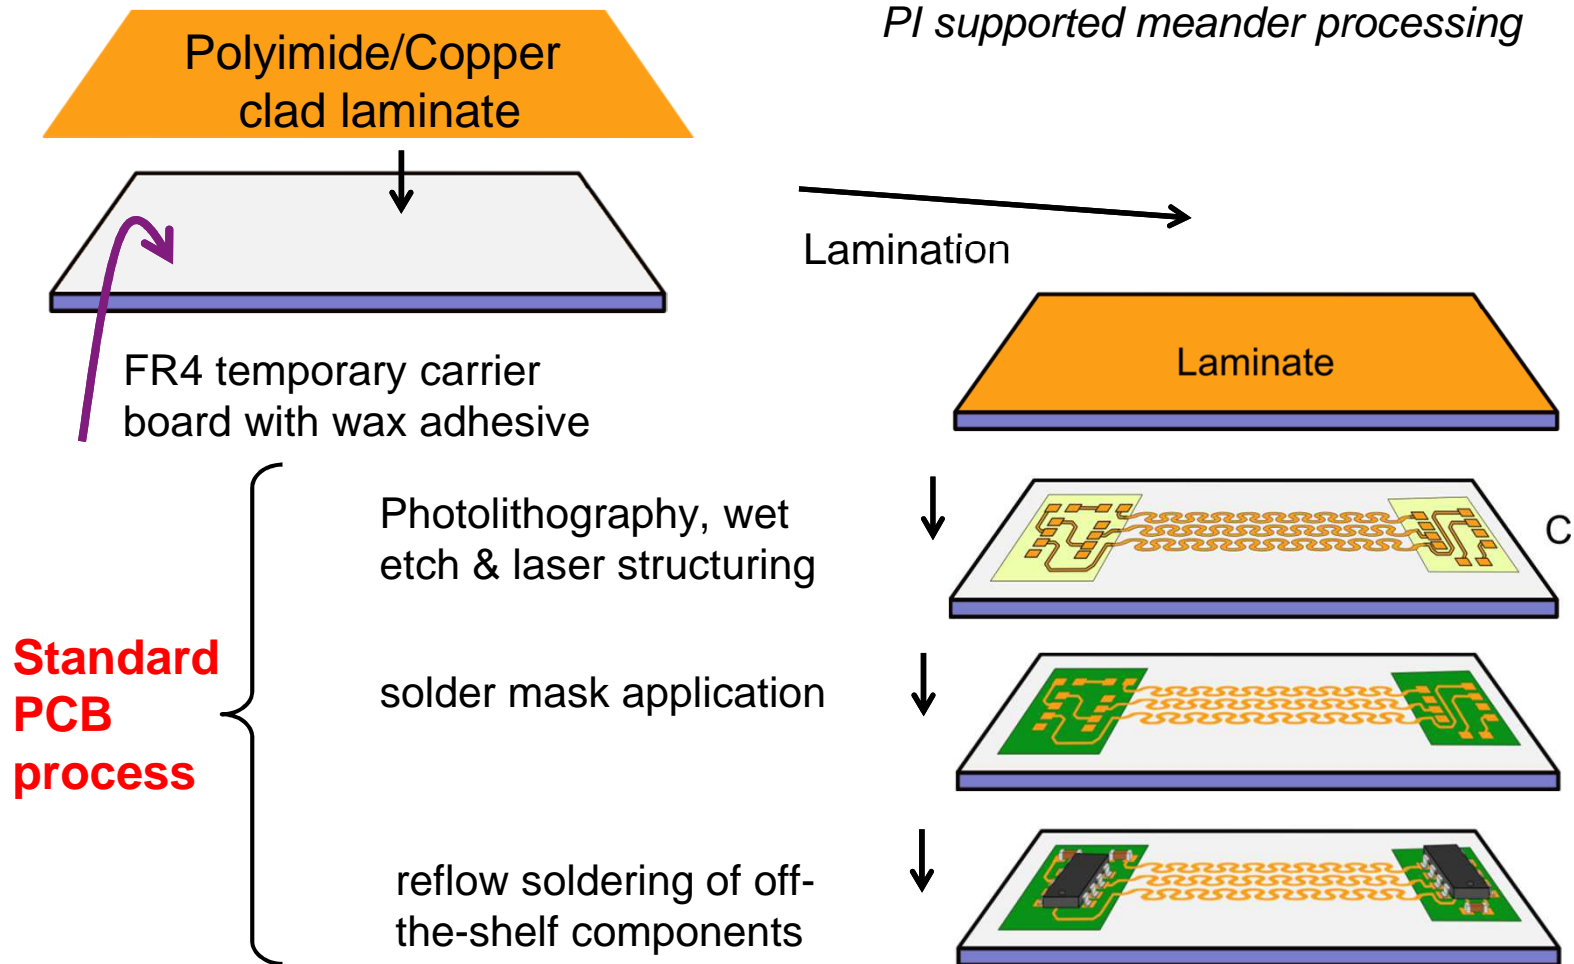 PI supported meander processing
Polyimide/Copper
clad laminate
Lamination
FR4 temporary carrier
board with wax adhesive
Laminate
Photolithography, wet
etch & laser structuring
C
Standard
PCB
process
solder mask application
reflow soldering of off-
the-shelf components